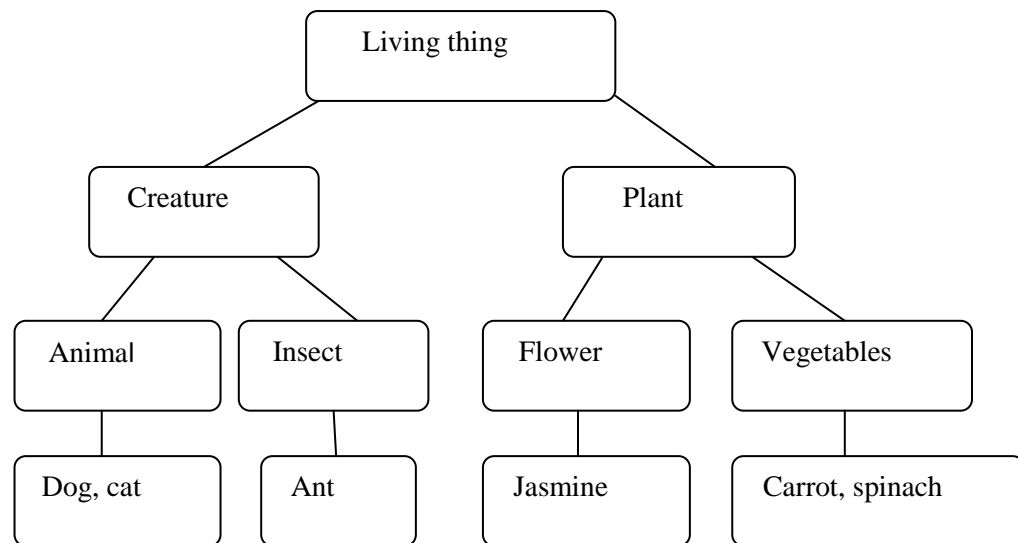 Living thing
Creature
Plant
Animal
Insect
Flower
Vegetables
Dog, cat
Ant
Jasmine
Carrot, spinach